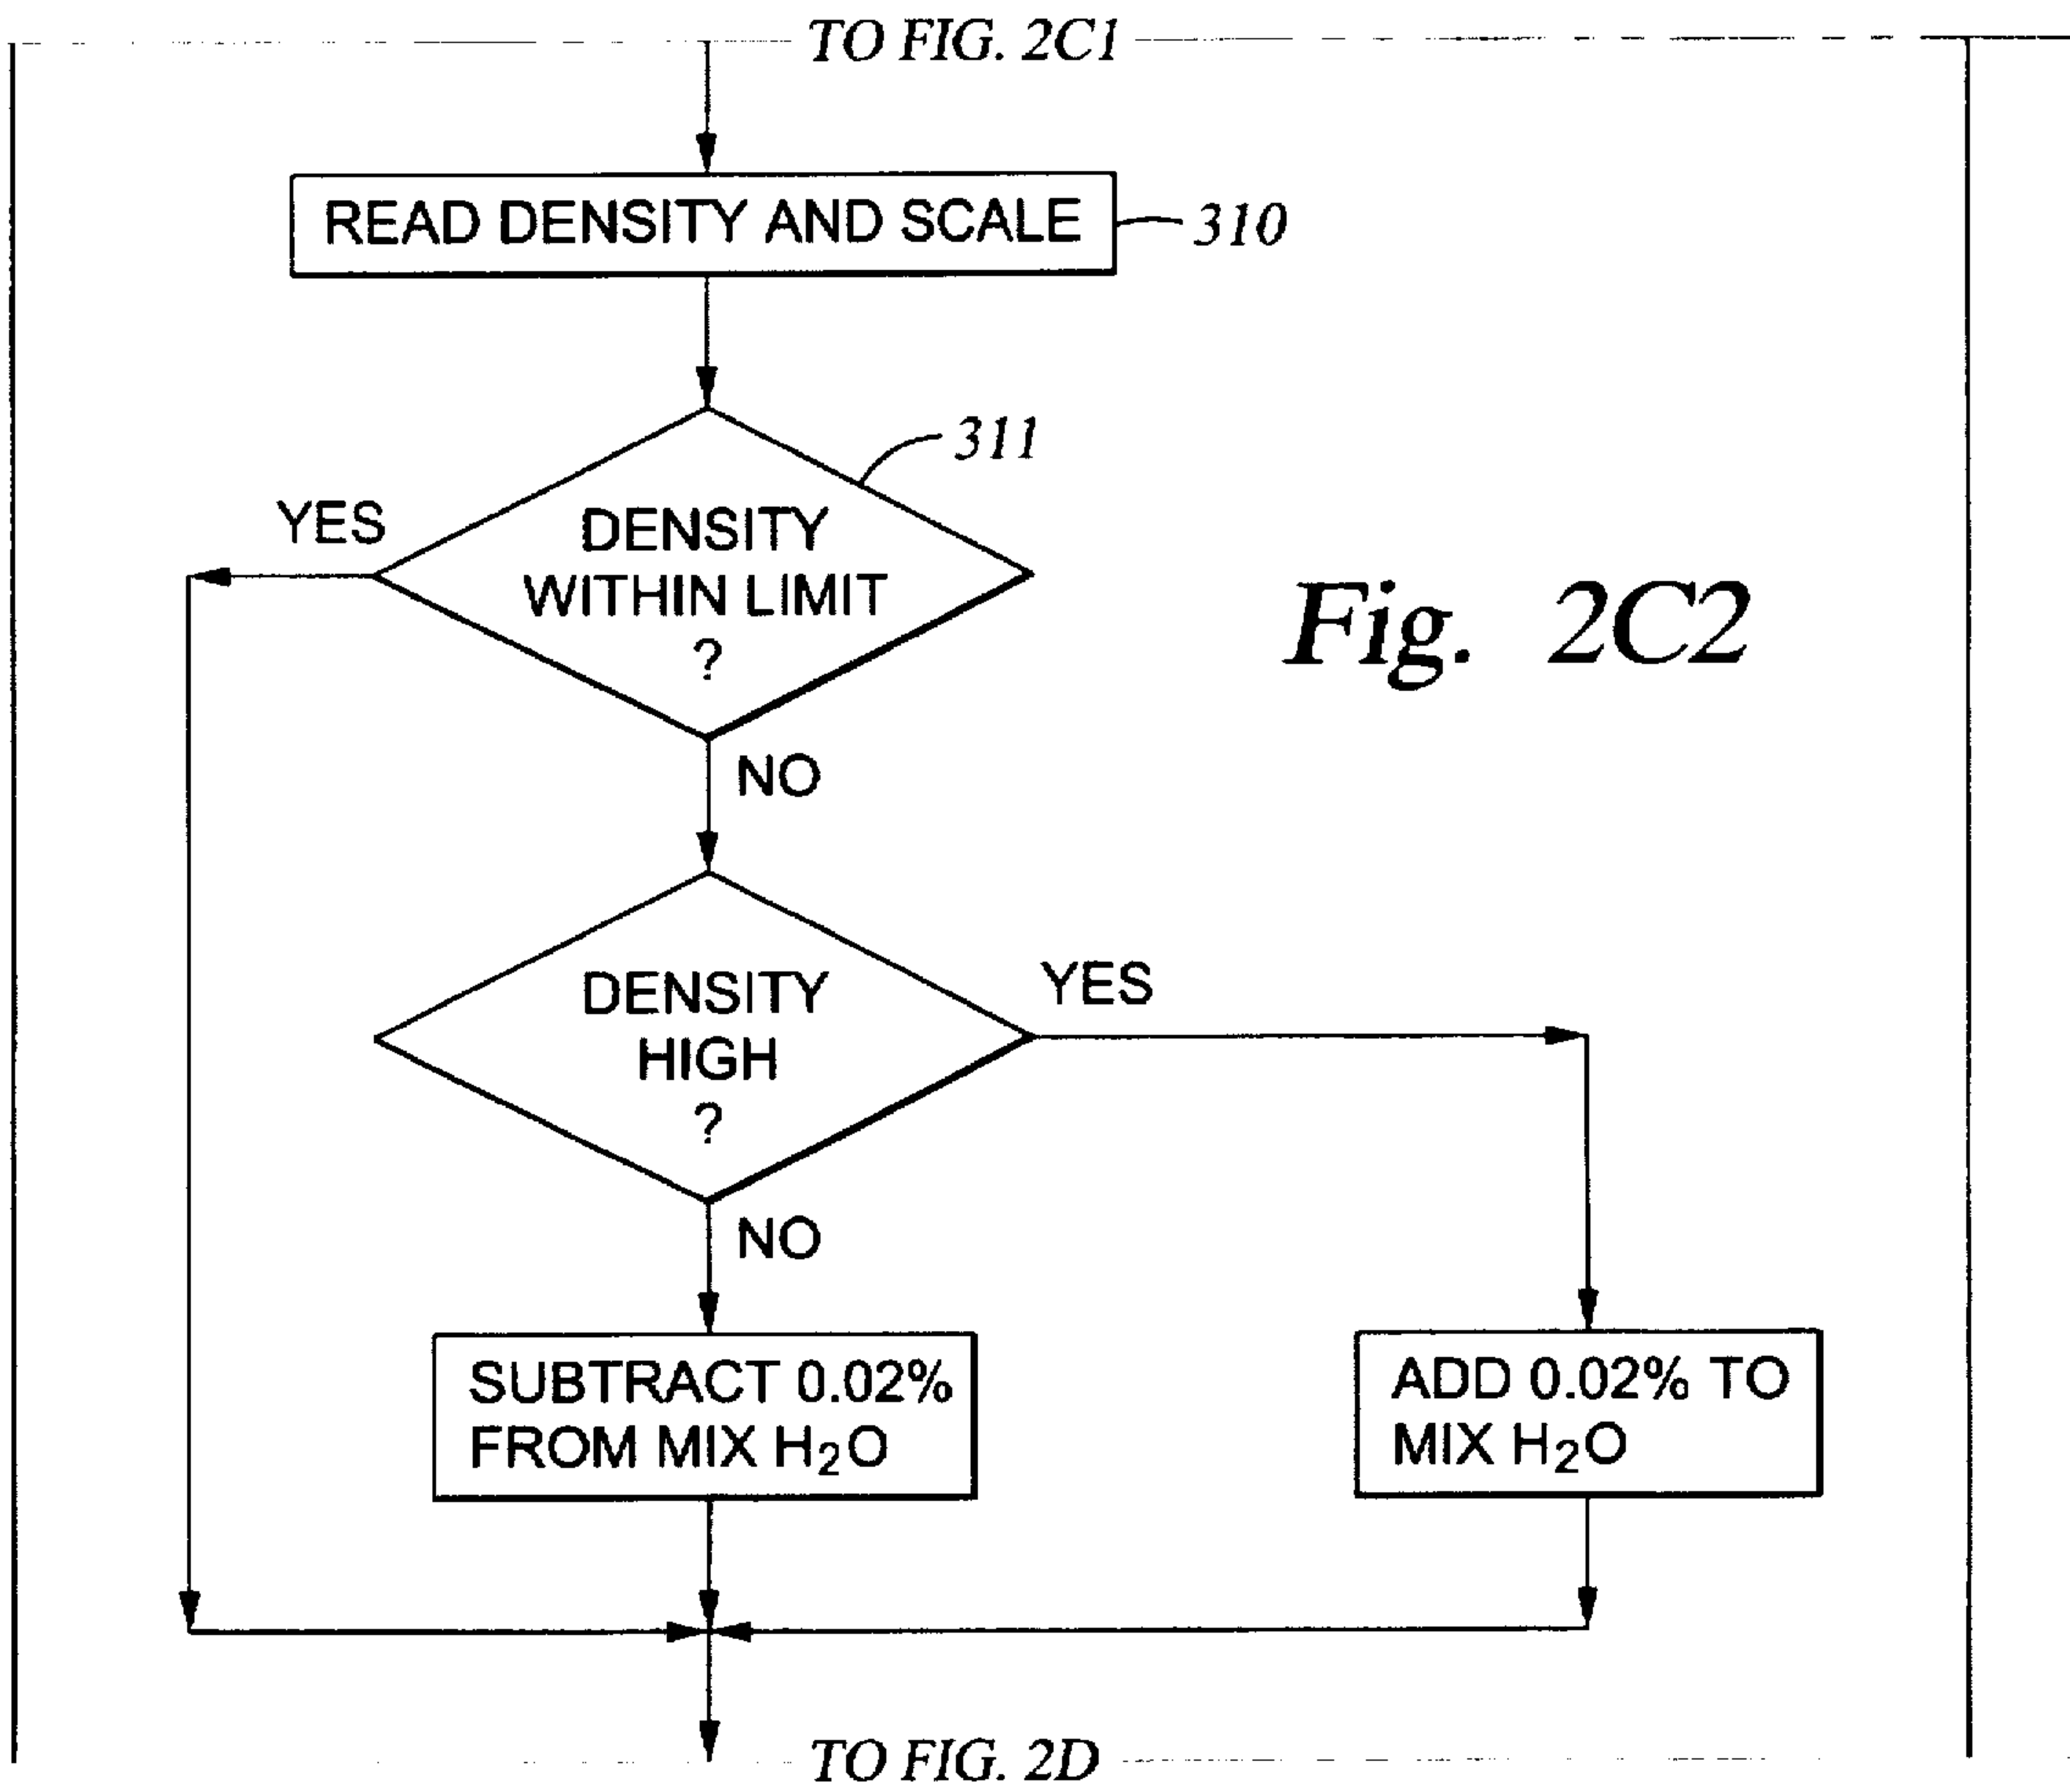 TO FIG. 2C1
READ DENSITY AND SCALE
310
311
YES
DENSITY
WITHIN LIMIT
?
Fig. 2C2
NO
DENSITY
HIGH
?
YES
NO
SUBTRACT 0.02%
FROM MIX H₂O
ADD 0.02% TO
MIX H₂O
TO FIG. 2D